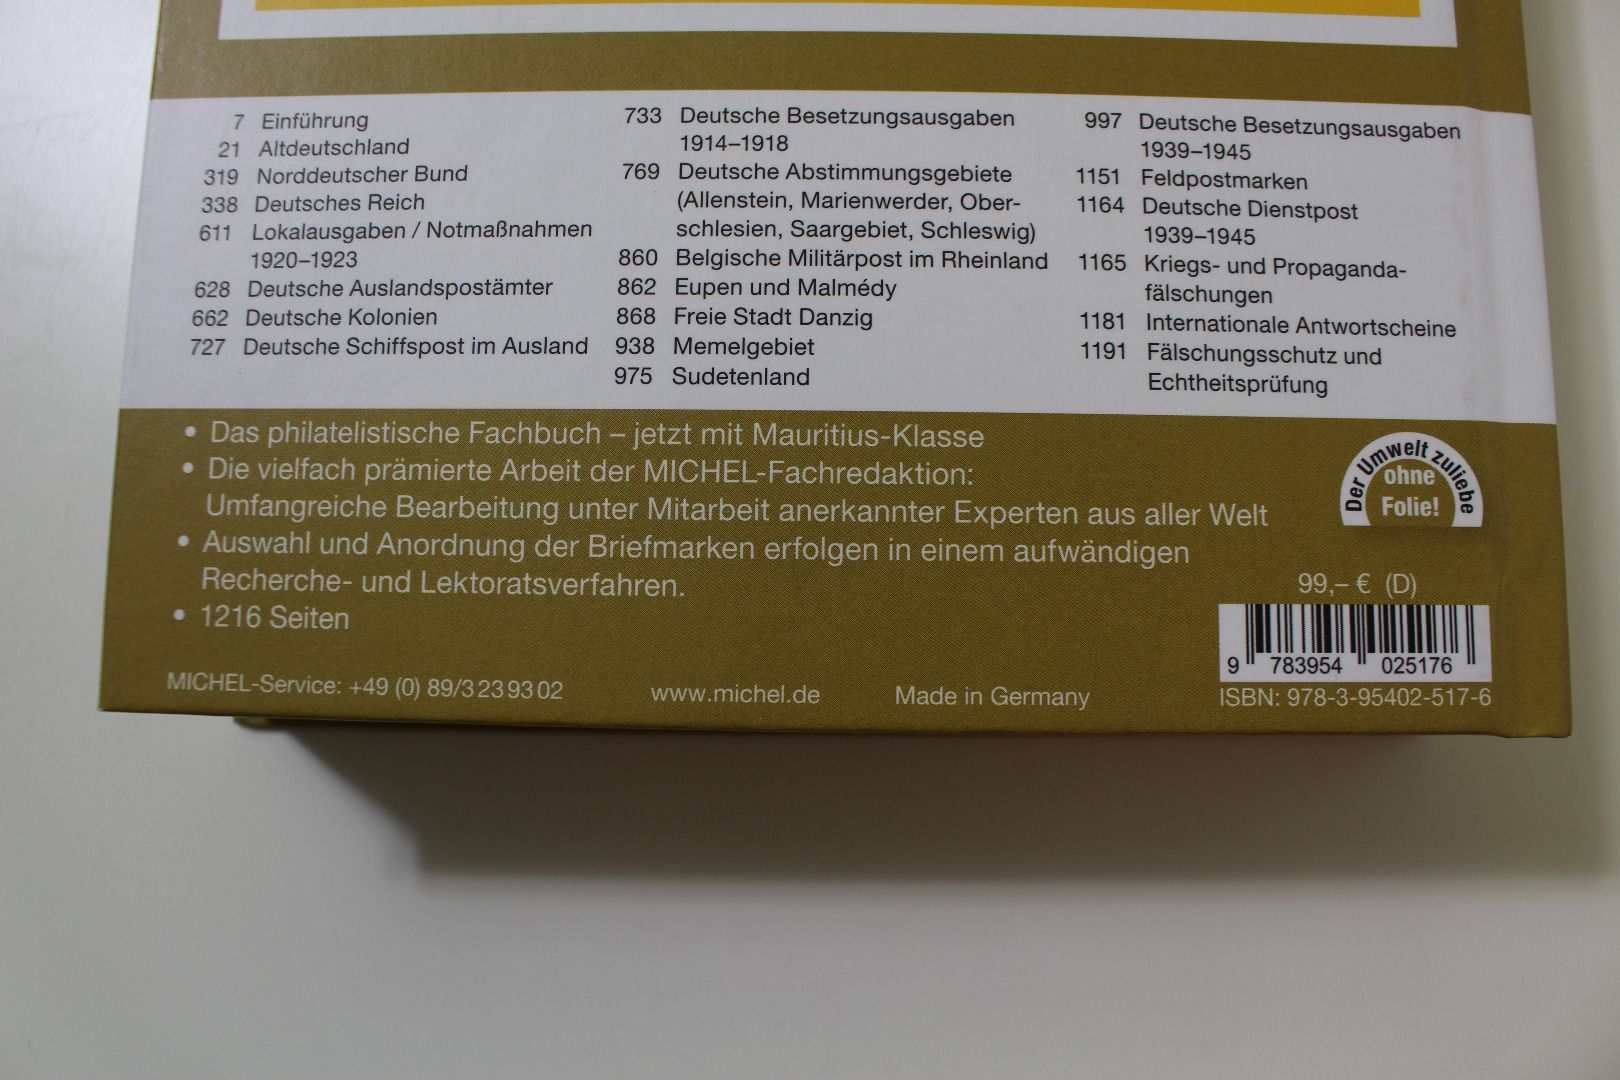 7 Einführung
21 Altdeutschland
319 Norddeutscher Bund
338 Deutsches Reich
611 Lokalausgaben / Notmaßnahmen
1920–1923
628 Deutsche Auslandspostämter
662 Deutsche Kolonien
727 Deutsche Schiffspost im Ausland
733 Deutsche Besetzungsausgaben
1914–1918
769 Deutsche Abstimmungsgebiete
(Allenstein, Marienwerder, Ober-
schlesien, Saargebiet, Schleswig)
860 Belgische Militärpost im Rheinland
862 Eupen und Malmédy
868 Freie Stadt Danzig
938 Memelgebiet
975 Sudetenland
997 Deutsche Besetzungsausgaben
1939–1945
1151 Feldpostmarken
1164 Deutsche Dienstpost
1939–1945
1165 Kriegs- und Propaganda-
fälschungen
1181 Internationale Antwortscheine
1191 Fälschungsschutz und
Echtheitsprüfung
• Das philatelistische Fachbuch – jetzt mit Mauritius-Klasse
• Die vielfach prämierte Arbeit der MICHEL-Fachredaktion:
Umfangreiche Bearbeitung unter Mitarbeit anerkannter Experten aus aller Welt
• Auswahl und Anordnung der Briefmarken erfolgen in einem aufwändigen
Recherche- und Lektoratsverfahren.
• 1216 Seiten
Der Umwelt zuliebe
ohne
Folie!
99,– € (D)
9 783954 025176
MICHEL-Service: +49 (0) 89/3 23 93 02 www.michel.de Made in Germany ISBN: 978-3-95402-517-6